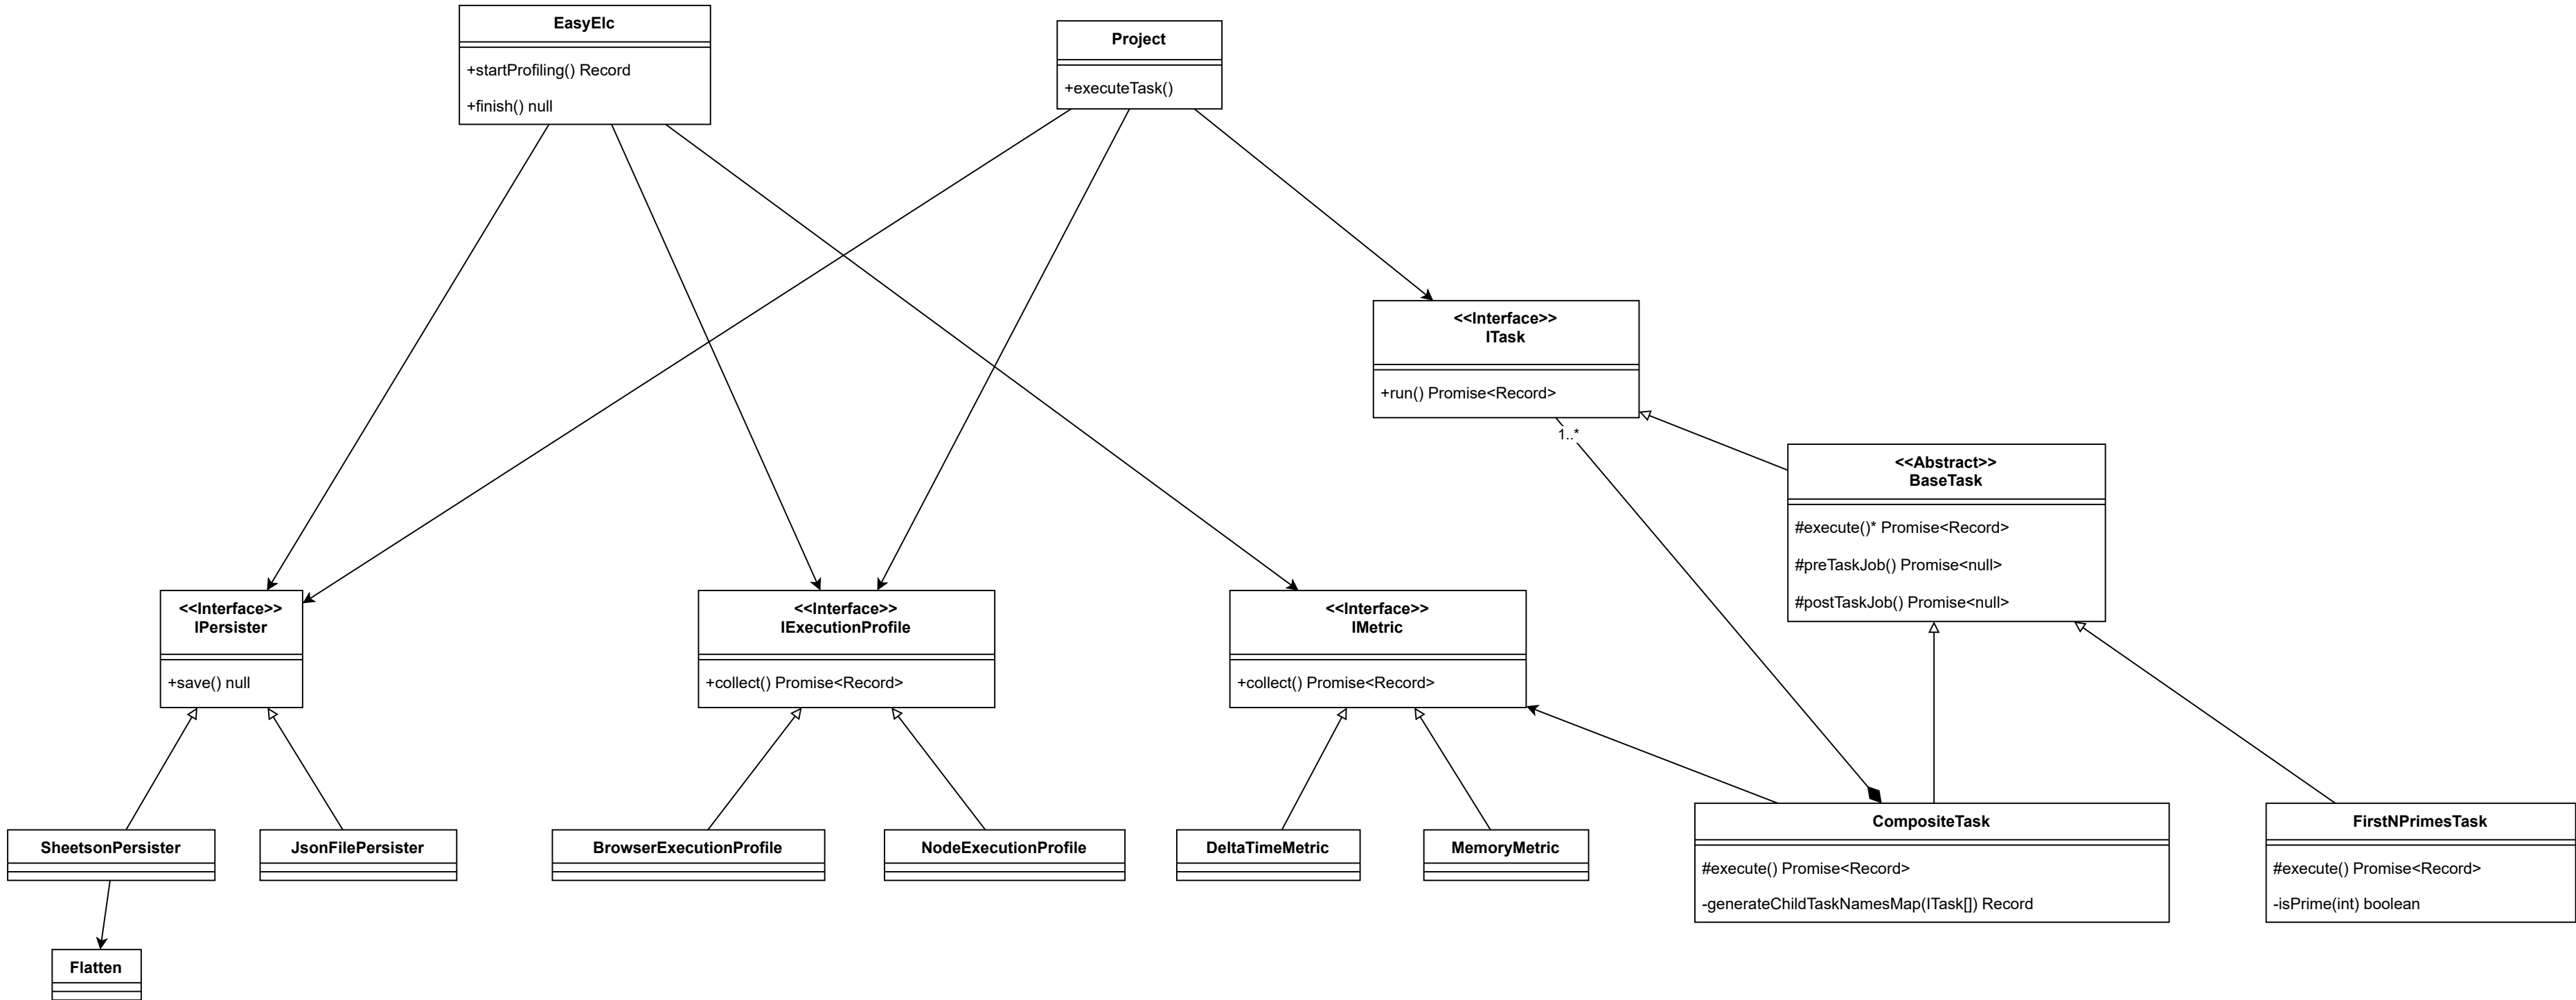 EasyElc
+startProfiling() Record
+finish() null
Project
+executeTask()
<<Interface>>
ITask
+run() Promise<Record>
1..*
<<Abstract>>
BaseTask
#execute()* Promise<Record>
#preTaskJob() Promise<null>
#postTaskJob() Promise<null>
<<Interface>>
IPersister
+save() null
<<Interface>>
IExecutionProfile
+collect() Promise<Record>
<<Interface>>
IMetric
+collect() Promise<Record>
SheetsonPersister
JsonFilePersister
BrowserExecutionProfile
NodeExecutionProfile
DeltaTimeMetric
MemoryMetric
CompositeTask
#execute() Promise<Record>
-generateChildTaskNamesMap(ITask[]) Record
FirstNPrimesTask
#execute() Promise<Record>
-isPrime(int) boolean
Flatten